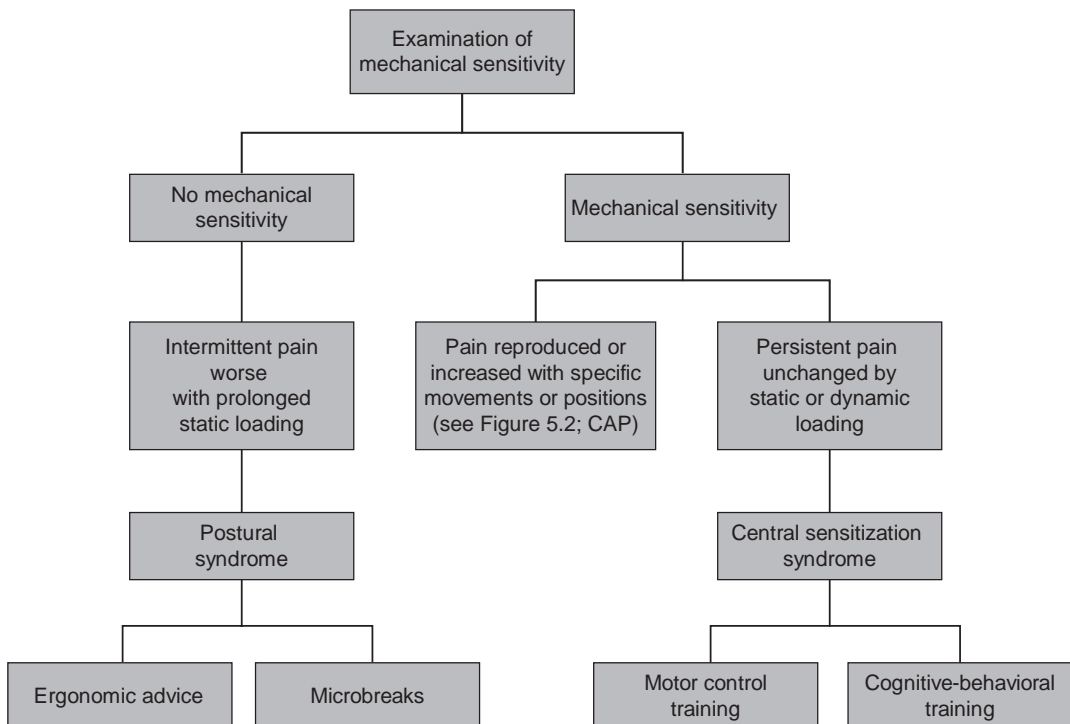 Examination of
mechanical sensitivity
No mechanical
sensitivity
Mechanical sensitivity
Intermittent pain
worse
with prolonged
static loading
Pain reproduced or
increased with specific
movements or positions
(see Figure 5.2; CAP)
Persistent pain
unchanged by
static or dynamic
loading
Postural
syndrome
Central sensitization
syndrome
Ergonomic advice
Microbreaks
Motor control
training
Cognitive-behavioral
training